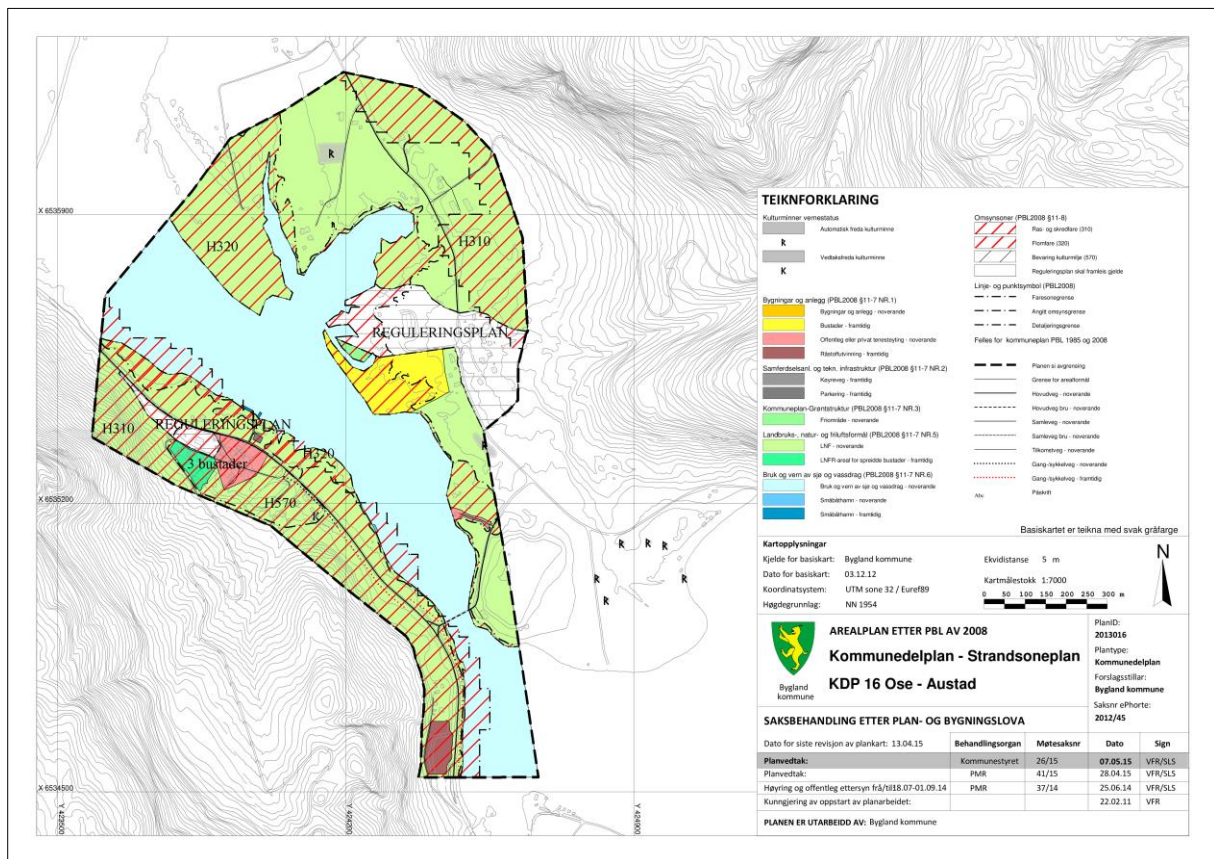 H320
H310
REGULERINGSPLAN
H310
REGULERINGSPLAN
H320
3 bustader
H570
K
R
R
R
R
R
R
R
R
X 6535900
X 6535200
X 6534500
Y 423500
Y 424200
Y 424900
TEIKNFORKLARING
Kulturminner vernestatus
Automatisk freda kulturminne
R
Vedtaksfreda kulturminne
K
Bygningar og anlegg (PBL2008 §11-7 NR.1)
Bygningar og anlegg - noverande
Bustader - framtidig
Offentleg eller privat tenesteyting - noverande
Råstoffutvinning - framtidig
Samferdselsanl. og tekn. infrastruktur (PBL2008 §11-7 NR.2)
Køyreveg - framtidig
Parkering - framtidig
Kommuneplan-Grøntstruktur (PBL2008 §11-7 NR.3)
Friområde - noverande
Landbruks-, natur- og friluftsformål (PBL2008 §11-7 NR.5)
LNF - noverande
LNFR-areal for spreidde bustader - framtidig
Bruk og vern av sjø og vassdrag (PBL2008 §11-7 NR.6)
Bruk og vern av sjø og vassdrag - noverande
Småbåthamn - noverande
Småbåthamn - framtidig
Omsynsoner (PBL2008 §11-8)
Ras- og skredfare (310)
Flomfare (320)
Bevaring kulturmiljø (570)
Reguleringsplan skal framleis gjelde
Linje- og punktsymbol (PBL2008)
Faresonegrense
Angitt omsynsgrense
Detaljeringsgrense
Felles for kommuneplan PBL 1985 og 2008
Planen si avgrensing
Grense for arealformål
Hovudveg - noverande
Hovudveg bru - noverande
Samleveg - noverande
Samleveg bru - noverande
Tilkomstveg - noverande
Gang-/sykkelveg - noverande
Gang-/sykkelveg - framtidig
Abc Påskrift
Basiskartet er teikna med svak gråfarge
Kartopplysningar
Kjelde for basiskart: Bygland kommune
Dato for basiskart: 03.12.12
Koordinatsystem: UTM sone 32 / Euref89
Høgdegrunnlag: NN 1954
Ekvidistanse 5 m
Kartmålestokk 1:7000
0 50 100 150 200 250 300 m
N
Bygland
kommune
AREALPLAN ETTER PBL AV 2008
Kommunedelplan - Strandsoneplan
KDP 16 Ose - Austad
PlanID:
2013016
Plantype:
Kommunedelplan
Forslagsstillar:
Bygland kommune
Saksnr ePhorte:
2012/45
SAKSBEHANDLING ETTER PLAN- OG BYGNINGSLOVA
Dato for siste revisjon av plankart: 13.04.15 Behandlingsorgan Møtesaksnr Dato Sign
Planvedtak: Kommunestyret 26/15 07.05.15 VFR/SLS
Planvedtak: PMR 41/15 28.04.15 VFR/SLS
Høyring og offentleg ettersyn frå/til18.07-01.09.14 PMR 37/14 25.06.14 VFR/SLS
Kunngjering av oppstart av planarbeidet: 22.02.11 VFR
PLANEN ER UTARBEIDD AV: Bygland kommune